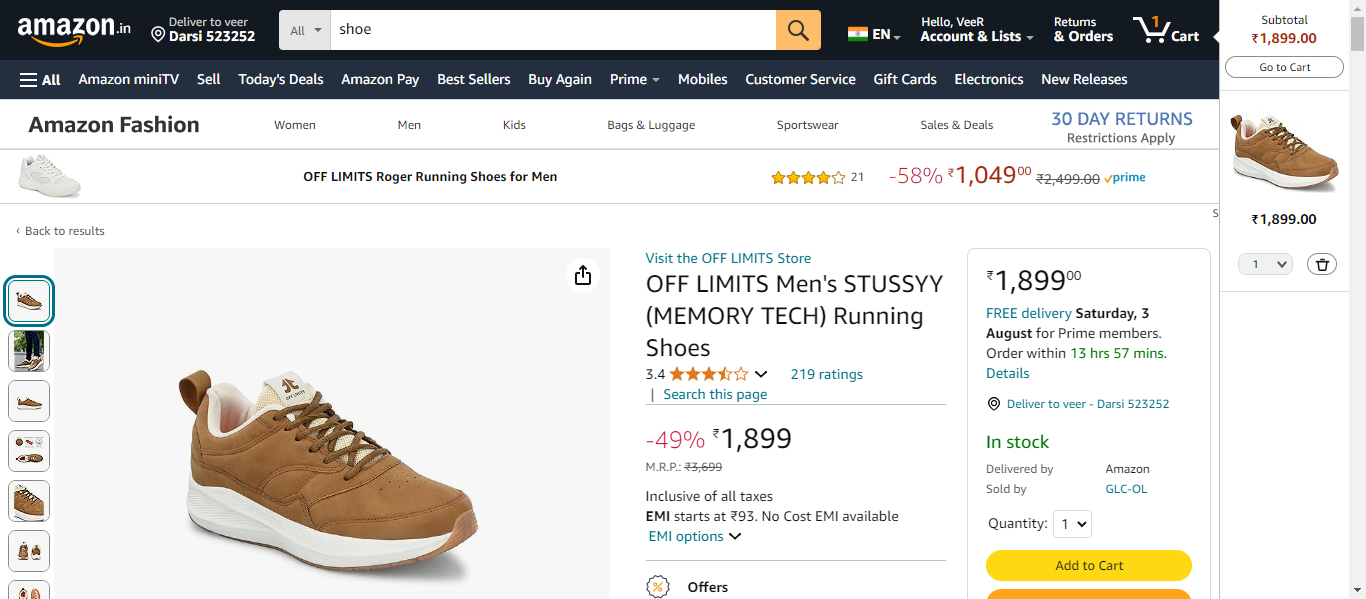 amazon.in
Deliver to veer
Darsi 523252
All
shoe
EN
Hello, VeeR
Account & Lists
Returns
& Orders
1
Cart
Subtotal
₹1,899.00
Go to Cart
All
Amazon miniTV
Sell
Today's Deals
Amazon Pay
Best Sellers
Buy Again
Prime
Mobiles
Customer Service
Gift Cards
Electronics
New Releases
Amazon Fashion
Women
Men
Kids
Bags & Luggage
Sportswear
Sales & Deals
30 DAY RETURNS
Restrictions Apply
OFF LIMITS Roger Running Shoes for Men
21
-58% ₹1,04900 ₹2,499.00 prime
S
₹1,899.00
1
‹ Back to results
OFF LIMITS
Visit the OFF LIMITS Store
OFF LIMITS Men's STUSSYY
(MEMORY TECH) Running
Shoes
3.4
219 ratings
| Search this page
-49% ₹1,899
M.R.P.: ₹3,699
Inclusive of all taxes
EMI starts at ₹93. No Cost EMI available
EMI options
Offers
₹1,89900
FREE delivery Saturday, 3
August for Prime members.
Order within 13 hrs 57 mins.
Details
Deliver to veer - Darsi 523252
In stock
Delivered by Amazon
Sold by GLC-OL
Quantity: 1
Add to Cart